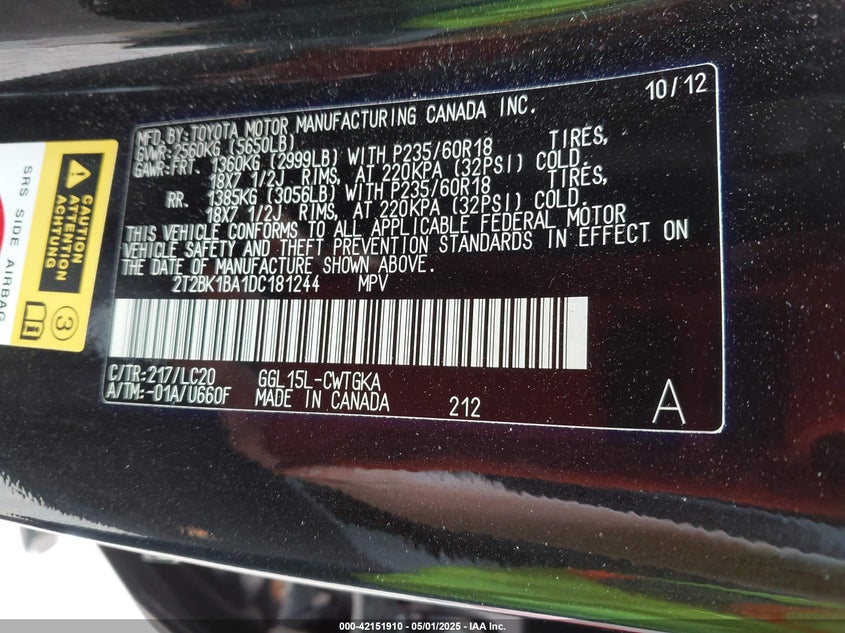 10/12
MFD.BY:TOYOTA MOTOR MANUFACTURING CANADA INC.
GVWR:2560KG (5650LB)
GAWR:FRT. 1360KG (2999LB) WITH P235/60R18 TIRES,
18X7 1/2J RIMS, AT 220KPA (32PSI) COLD.
RR. 1385KG (3056LB) WITH P235/60R18 TIRES,
18X7 1/2J RIMS, AT 220KPA (32PSI) COLD.
THIS VEHICLE CONFORMS TO ALL APPLICABLE FEDERAL MOTOR
VEHICLE SAFETY AND THEFT PREVENTION STANDARDS IN EFFECT ON
THE DATE OF MANUFACTURE SHOWN ABOVE.
2T2BK1BA1DC181244 MPV
C/TR:217/LC20 GGL15L-CWTGKA
A/TM:-01A/U660F MADE IN CANADA 212 A
CAUTION
ATTENTION
ACHTUNG
SRS SIDE AIRBAG
3
000-42151910 - 05/01/2025 - IAA Inc.